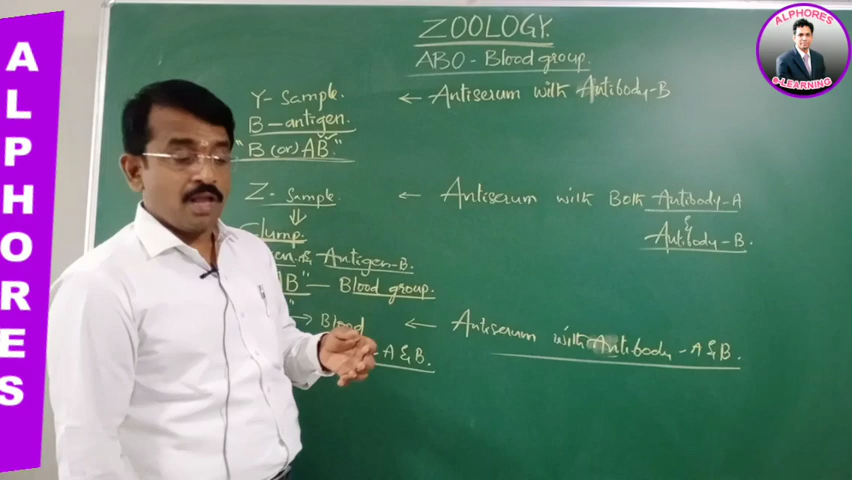 ALPHORES
ALPHORES
e-LEARNING
ZOOLOGY
ABO - Blood group.
Y- Sample. ← Antiserum with Antibody-B
B-antigen.
"B (or) AB"
Z- Sample ← Antiserum with Both Antibody-A
⇓ &
Clump. Antibody-B.
Antigen-B.
B" - Blood group.
→ Blood ← Antiserum with Antibody-A & B.
-A & B.